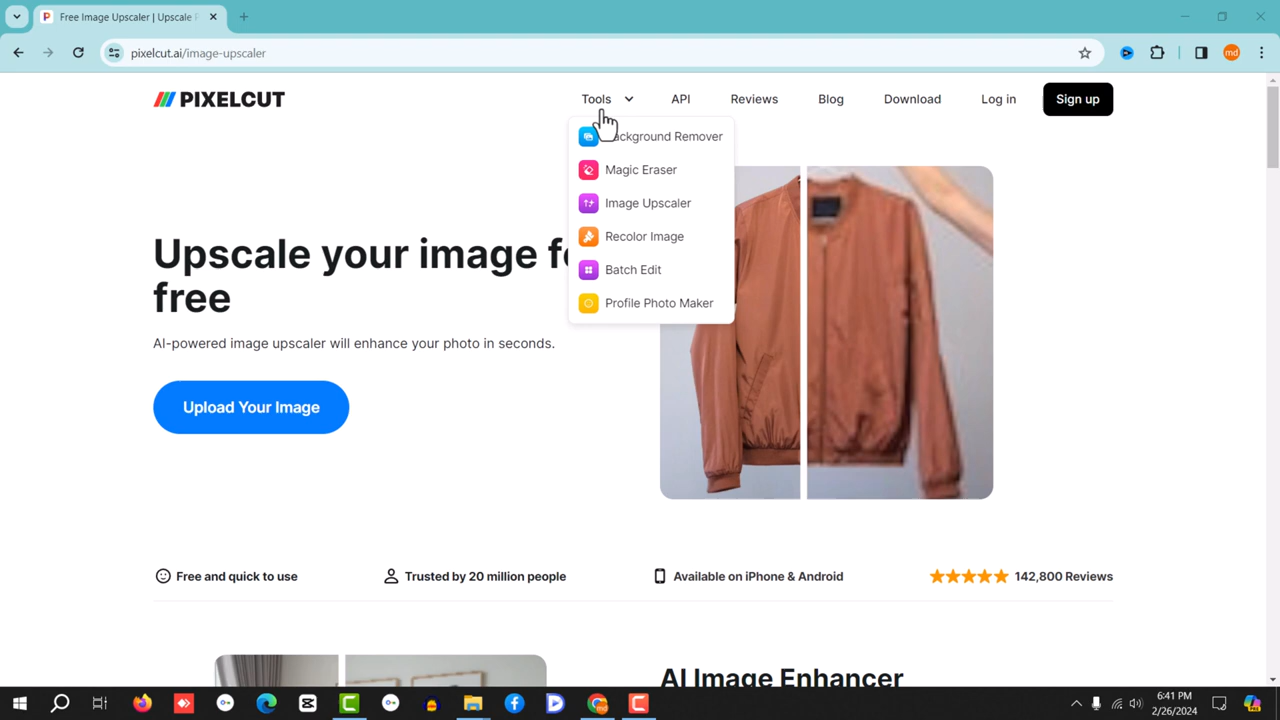 Free Image Upscaler | Upscale
pixelcut.ai/image-upscaler
md
PIXELCUT
Tools
API
Reviews
Blog
Download
Log in
Sign up
Background Remover
Magic Eraser
Image Upscaler
Recolor Image
Batch Edit
Profile Photo Maker
Upscale your image f
free
AI-powered image upscaler will enhance your photo in seconds.
Upload Your Image
Free and quick to use
Trusted by 20 million people
Available on iPhone & Android
142,800 Reviews
AI Image Enhancer
6:41 PM
2/26/2024